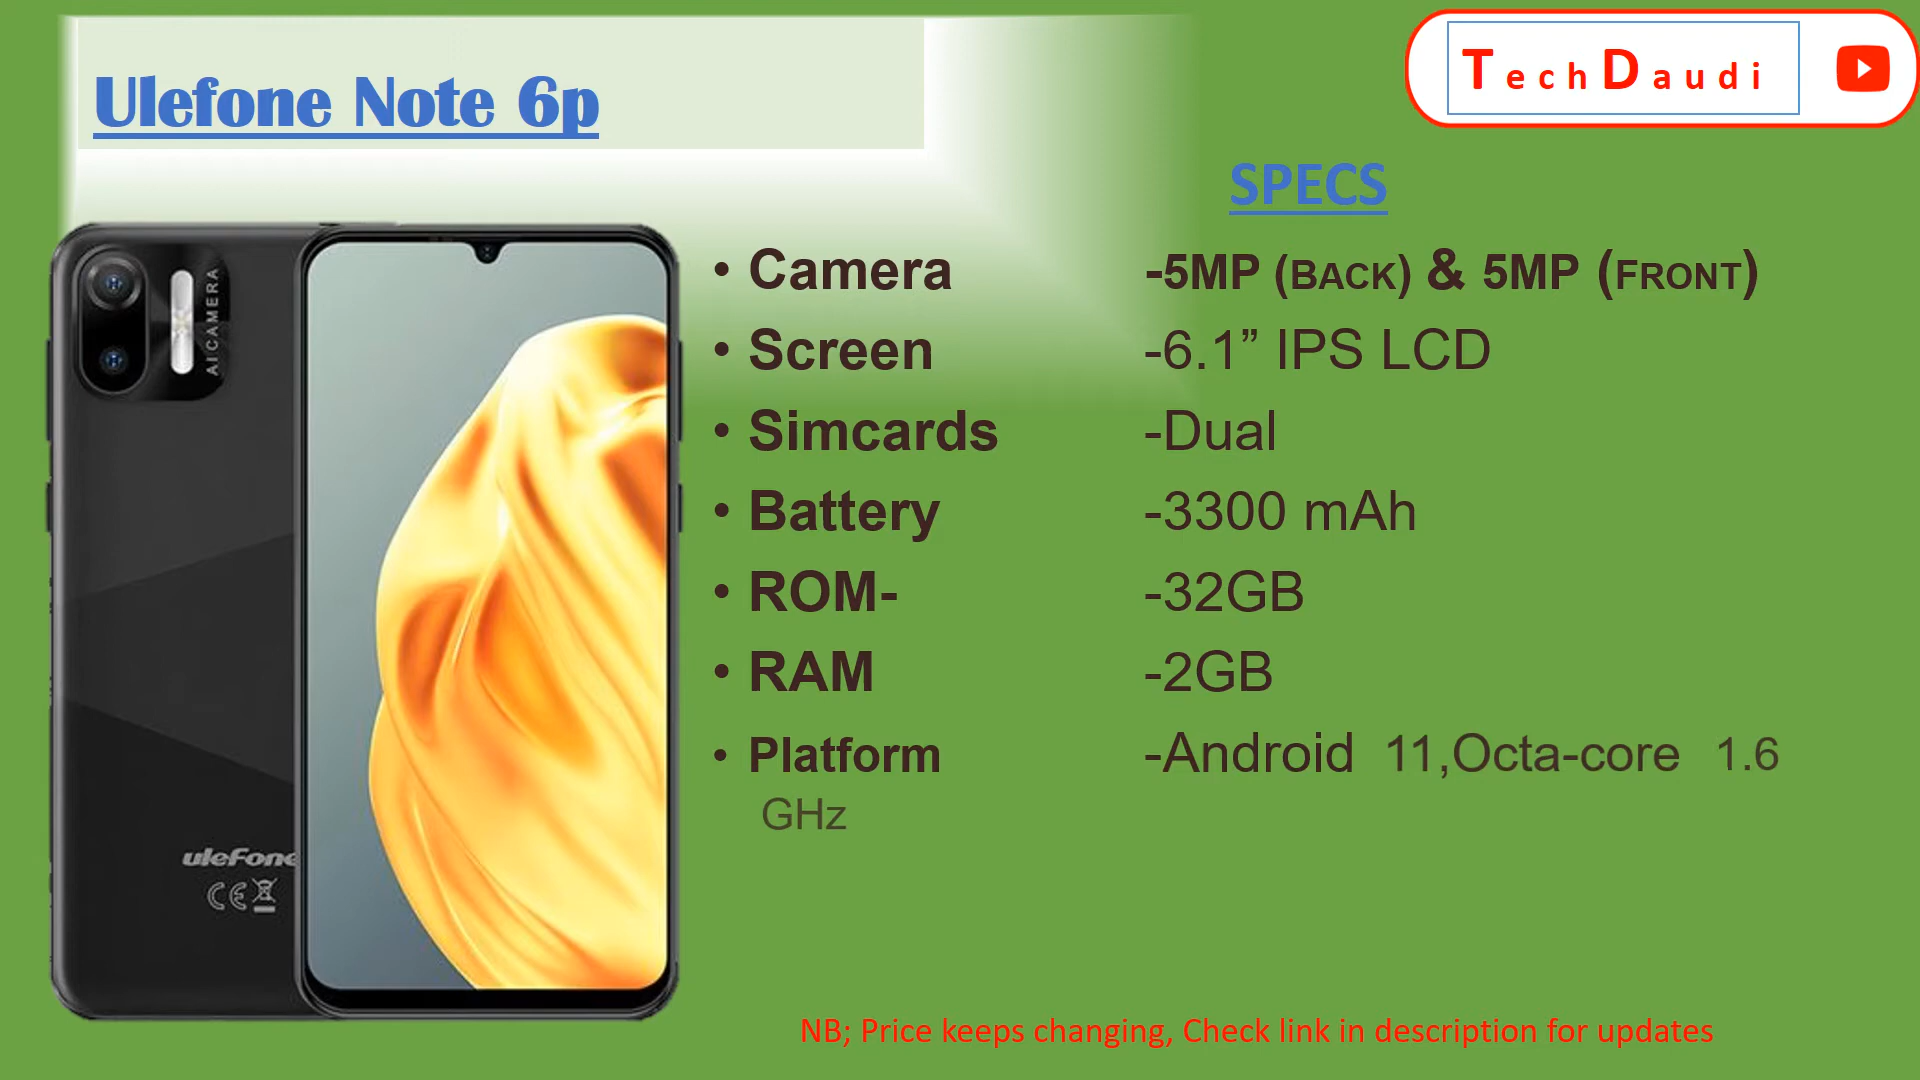 Ulefone Note 6p
TechDaudi
SPECS
• Camera -5MP (BACK) & 5MP (FRONT)
• Screen -6.1” IPS LCD
• Simcards -Dual
• Battery -3300 mAh
• ROM- -32GB
• RAM -2GB
• Platform -Android 11,Octa-core 1.6
GHz
AI CAMERA
uleFone
CE
NB; Price keeps changing, Check link in description for updates